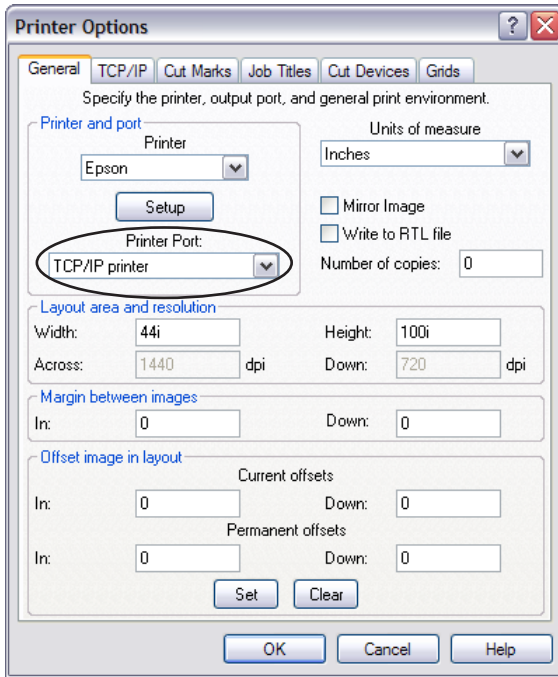 Printer Options
General TCP/IP Cut Marks Job Titles Cut Devices Grids
Specify the printer, output port, and general print environment.
Printer and port
Printer
Epson
Setup
Printer Port:
TCP/IP printer
Units of measure
Inches
Mirror Image
Write to RTL file
Number of copies: 0
Layout area and resolution
Width: 44i Height: 100i
Across: 1440 dpi Down: 720 dpi
Margin between images
In: 0 Down: 0
Offset image in layout
Current offsets
In: 0 Down: 0
Permanent offsets
In: 0 Down: 0
Set Clear
OK Cancel Help